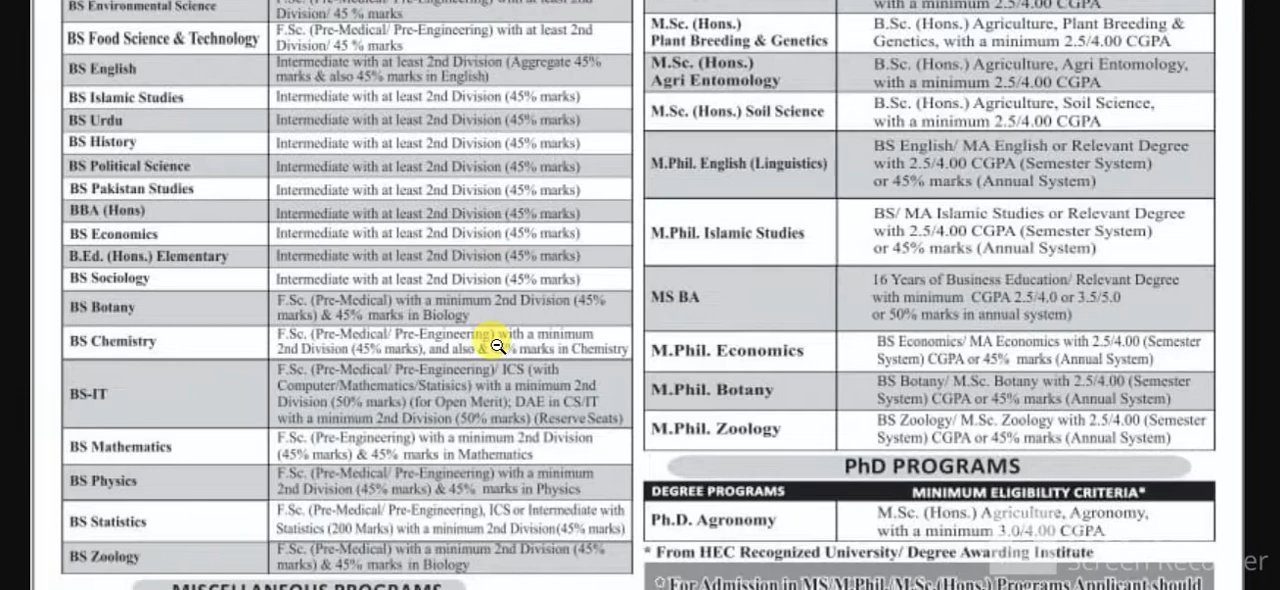 BS Environmental Science
F.Sc. (Pre-Medical/ Pre-Engineering) with at least 2nd
Division/ 45 % marks
BS Food Science & Technology
F.Sc. (Pre-Medical/ Pre-Engineering) with at least 2nd
Division/ 45 % marks
BS English
Intermediate with at least 2nd Division (Aggregate 45%
marks & also 45% marks in English)
BS Islamic Studies
Intermediate with at least 2nd Division (45% marks)
BS Urdu
Intermediate with at least 2nd Division (45% marks)
BS History
Intermediate with at least 2nd Division (45% marks)
BS Political Science
Intermediate with at least 2nd Division (45% marks)
BS Pakistan Studies
Intermediate with at least 2nd Division (45% marks)
BBA (Hons)
Intermediate with at least 2nd Division (45% marks)
BS Economics
Intermediate with at least 2nd Division (45% marks)
B.Ed. (Hons.) Elementary
Intermediate with at least 2nd Division (45% marks)
BS Sociology
Intermediate with at least 2nd Division (45% marks)
BS Botany
F.Sc. (Pre-Medical) with a minimum 2nd Division (45%
marks) & 45% marks in Biology
BS Chemistry
F.Sc. (Pre-Medical/ Pre-Engineering) with a minimum
2nd Division (45% marks), and also & % marks in Chemistry
BS-IT
F.Sc. (Pre-Medical/ Pre-Engineering)/ ICS (with
Computer/Mathematics/Statisics) with a minimum 2nd
Division (50% marks) (for Open Merit); DAE in CS/IT
with a minimum 2nd Division (50% marks) (Reserve Seats)
BS Mathematics
F.Sc. (Pre-Engineering) with a minimum 2nd Division
(45% marks) & 45% marks in Mathematics
BS Physics
F.Sc. (Pre-Medical/ Pre-Engineering) with a minimum
2nd Division (45% marks) & 45% marks in Physics
BS Statistics
F.Sc. (Pre-Medical/ Pre-Engineering), ICS or Intermediate with
Statistics (200 Marks) with a minimum 2nd Division(45% marks)
BS Zoology
F.Sc. (Pre-Medical) with a minimum 2nd Division (45%
marks) & 45% marks in Biology
MISCELLANEOUS PROGRAMS
with a minimum 2.5/4.00 CGPA
M.Sc. (Hons.)
Plant Breeding & Genetics
B.Sc. (Hons.) Agriculture, Plant Breeding &
Genetics, with a minimum 2.5/4.00 CGPA
M.Sc. (Hons.)
Agri Entomology
B.Sc. (Hons.) Agriculture, Agri Entomology,
with a minimum 2.5/4.00 CGPA
M.Sc. (Hons.) Soil Science
B.Sc. (Hons.) Agriculture, Soil Science,
with a minimum 2.5/4.00 CGPA
M.Phil. English (Linguistics)
BS English/ MA English or Relevant Degree
with 2.5/4.00 CGPA (Semester System)
or 45% marks (Annual System)
M.Phil. Islamic Studies
BS/ MA Islamic Studies or Relevant Degree
with 2.5/4.00 CGPA (Semester System)
or 45% marks (Annual System)
MS BA
16 Years of Business Education/ Relevant Degree
with minimum CGPA 2.5/4.0 or 3.5/5.0
or 50% marks in annual system)
M.Phil. Economics
BS Economics/ MA Economics with 2.5/4.00 (Semester
System) CGPA or 45% marks (Annual System)
M.Phil. Botany
BS Botany/ M.Sc. Botany with 2.5/4.00 (Semester
System) CGPA or 45% marks (Annual System)
M.Phil. Zoology
BS Zoology/ M.Sc. Zoology with 2.5/4.00 (Semester
System) CGPA or 45% marks (Annual System)
PhD PROGRAMS
DEGREE PROGRAMS MINIMUM ELIGIBILITY CRITERIA*
Ph.D. Agronomy
M.Sc. (Hons.) Agriculture, Agronomy,
with a minimum 3.0/4.00 CGPA
* From HEC Recognized University/ Degree Awarding Institute
Screen Recorder
For Admission in MS/M.Phil./M.Sc.(Hons.) Programs Applicant should